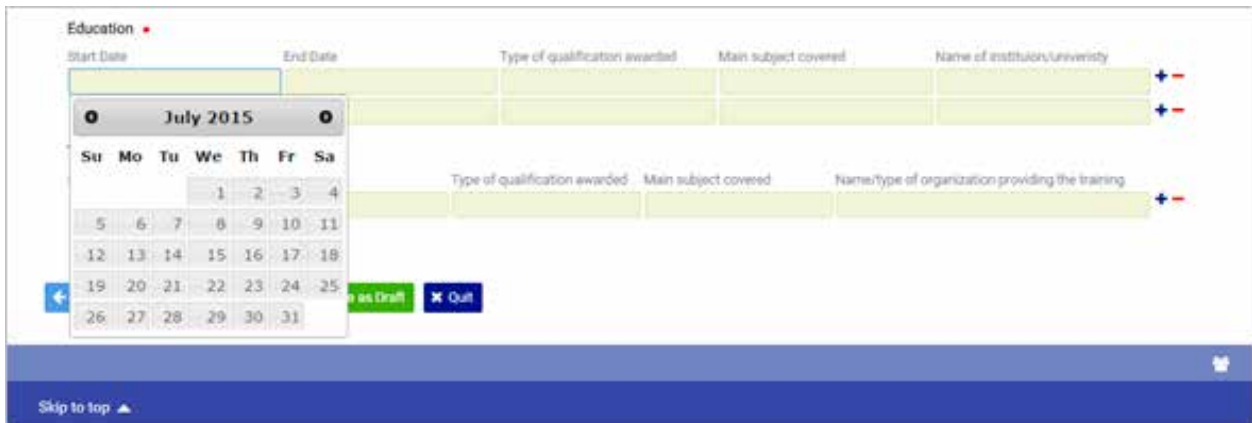 Education
Start Date End Date Type of qualification awarded Main subject covered Name of instituion/univeristy
July 2015
Su Mo Tu We Th Fr Sa
1 2 3 4
5 6 7 8 9 10 11
12 13 14 15 16 17 18
19 20 21 22 23 24 25
26 27 28 29 30 31
Type of qualification awarded Main subject covered Name/type of organization providing the training
as Draft Quit
Skip to top